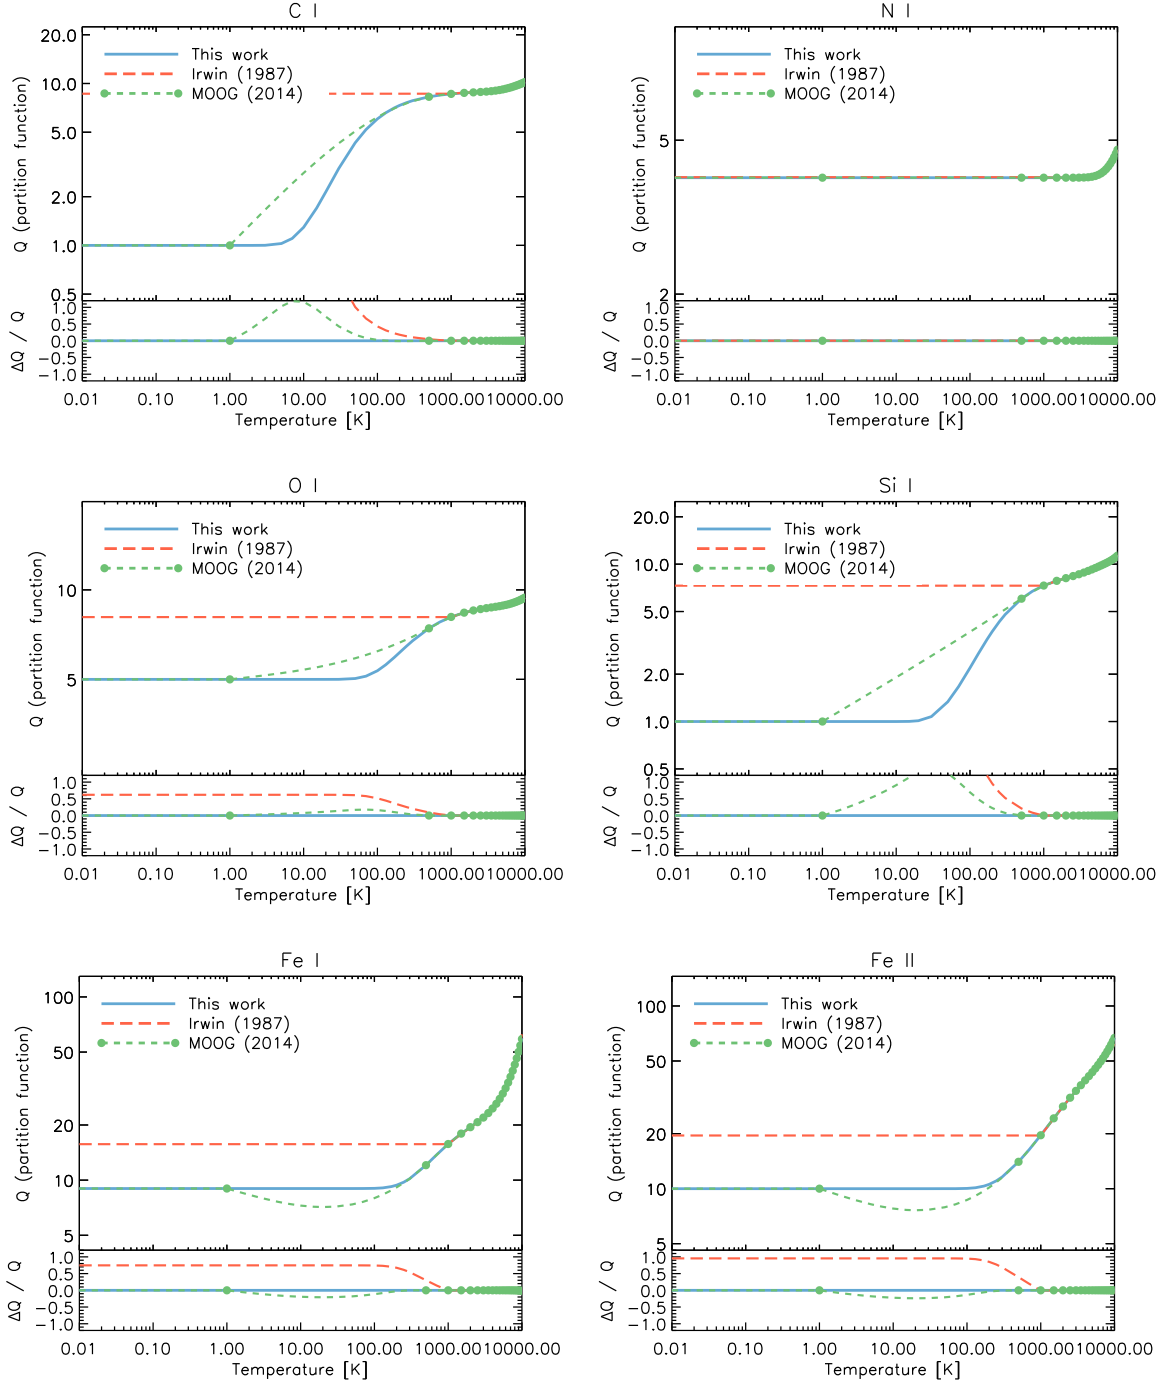 C I
20.0
10.0
5.0
2.0
1.0
0.5
Q (partition function)
This work
Irwin (1987)
MOOG (2014)
1.0
0.5
0.0
−0.5
−1.0
ΔQ / Q
0.01 0.10 1.00 10.00 100.00 1000.00 10000.00
Temperature [K]
N I
5
2
Q (partition function)
This work
Irwin (1987)
MOOG (2014)
1.0
0.5
0.0
−0.5
−1.0
ΔQ / Q
0.01 0.10 1.00 10.00 100.00 1000.00 10000.00
Temperature [K]
O I
10
5
Q (partition function)
This work
Irwin (1987)
MOOG (2014)
1.0
0.5
0.0
−0.5
−1.0
ΔQ / Q
0.01 0.10 1.00 10.00 100.00 1000.00 10000.00
Temperature [K]
Si I
20.0
10.0
5.0
2.0
1.0
0.5
Q (partition function)
This work
Irwin (1987)
MOOG (2014)
1.0
0.5
0.0
−0.5
−1.0
ΔQ / Q
0.01 0.10 1.00 10.00 100.00 1000.00 10000.00
Temperature [K]
Fe I
100
50
20
10
5
Q (partition function)
This work
Irwin (1987)
MOOG (2014)
1.0
0.5
0.0
−0.5
−1.0
ΔQ / Q
0.01 0.10 1.00 10.00 100.00 1000.00 10000.00
Temperature [K]
Fe II
100
50
20
10
5
Q (partition function)
This work
Irwin (1987)
MOOG (2014)
1.0
0.5
0.0
−0.5
−1.0
ΔQ / Q
0.01 0.10 1.00 10.00 100.00 1000.00 10000.00
Temperature [K]